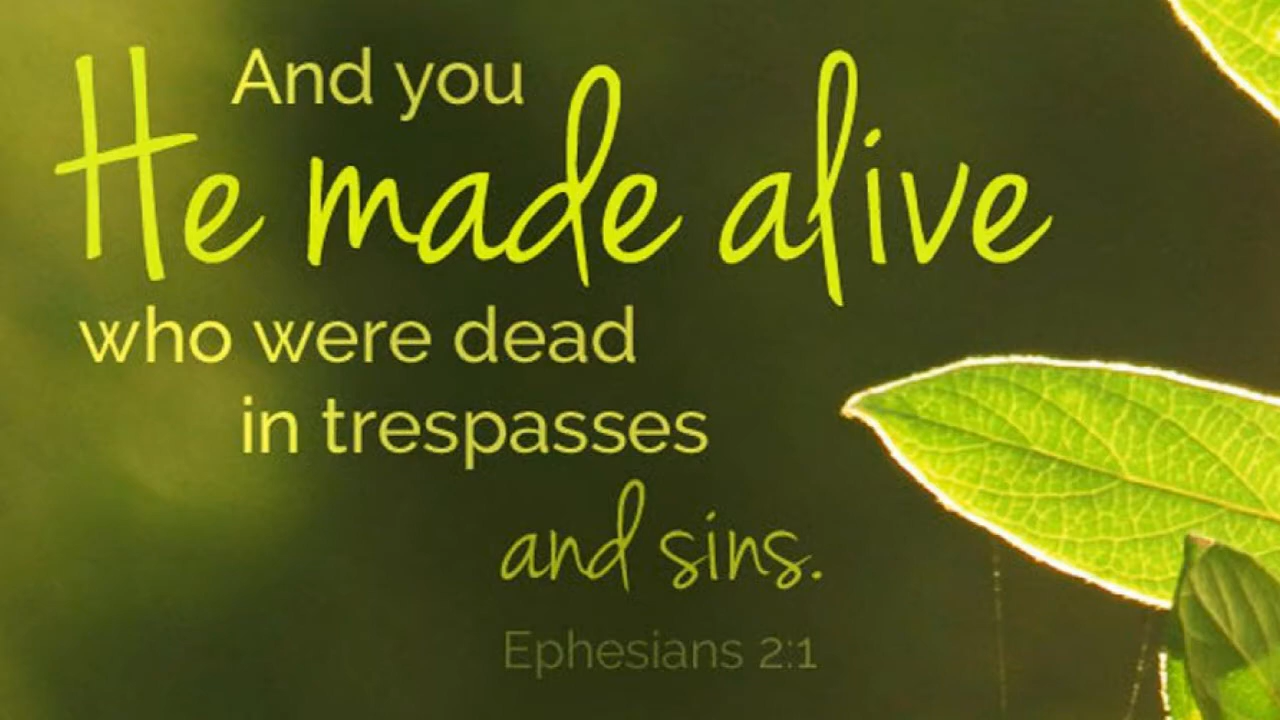 And you
He made alive
who were dead
in trespasses
and sins.
Ephesians 2:1